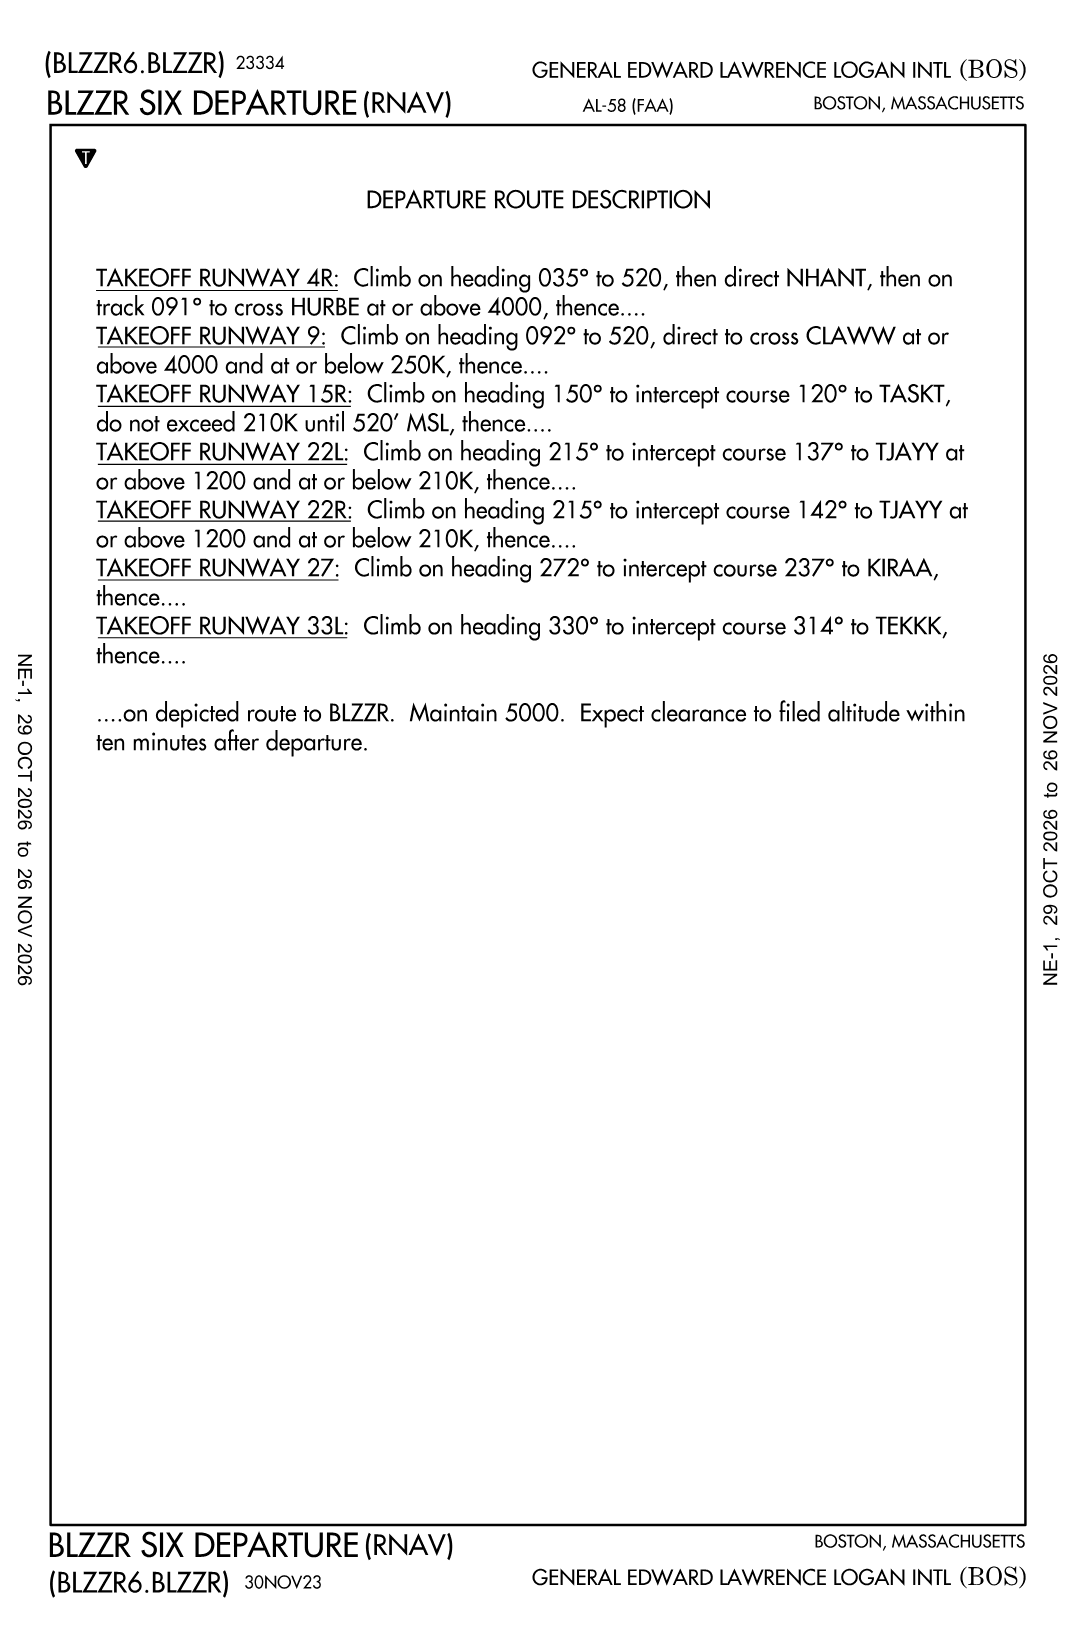 (BLZZR6.BLZZR) 23334
GENERAL EDWARD LAWRENCE LOGAN INTL (BOS)
BLZZR SIX DEPARTURE (RNAV)
AL-58 (FAA)
BOSTON, MASSACHUSETTS
T
DEPARTURE ROUTE DESCRIPTION
TAKEOFF RUNWAY 4R: Climb on heading 035° to 520, then direct NHANT, then on
track 091° to cross HURBE at or above 4000, thence....
TAKEOFF RUNWAY 9: Climb on heading 092° to 520, direct to cross CLAWW at or
above 4000 and at or below 250K, thence....
TAKEOFF RUNWAY 15R: Climb on heading 150° to intercept course 120° to TASKT,
do not exceed 210K until 520′ MSL, thence....
TAKEOFF RUNWAY 22L: Climb on heading 215° to intercept course 137° to TJAYY at
or above 1200 and at or below 210K, thence....
TAKEOFF RUNWAY 22R: Climb on heading 215° to intercept course 142° to TJAYY at
or above 1200 and at or below 210K, thence....
TAKEOFF RUNWAY 27: Climb on heading 272° to intercept course 237° to KIRAA,
thence....
TAKEOFF RUNWAY 33L: Climb on heading 330° to intercept course 314° to TEKKK,
thence....
....on depicted route to BLZZR. Maintain 5000. Expect clearance to filed altitude within
ten minutes after departure.
NE-1, 29 OCT 2026 to 26 NOV 2026
NE-1, 29 OCT 2026 to 26 NOV 2026
BLZZR SIX DEPARTURE (RNAV)
BOSTON, MASSACHUSETTS
(BLZZR6.BLZZR) 30NOV23
GENERAL EDWARD LAWRENCE LOGAN INTL (BOS)